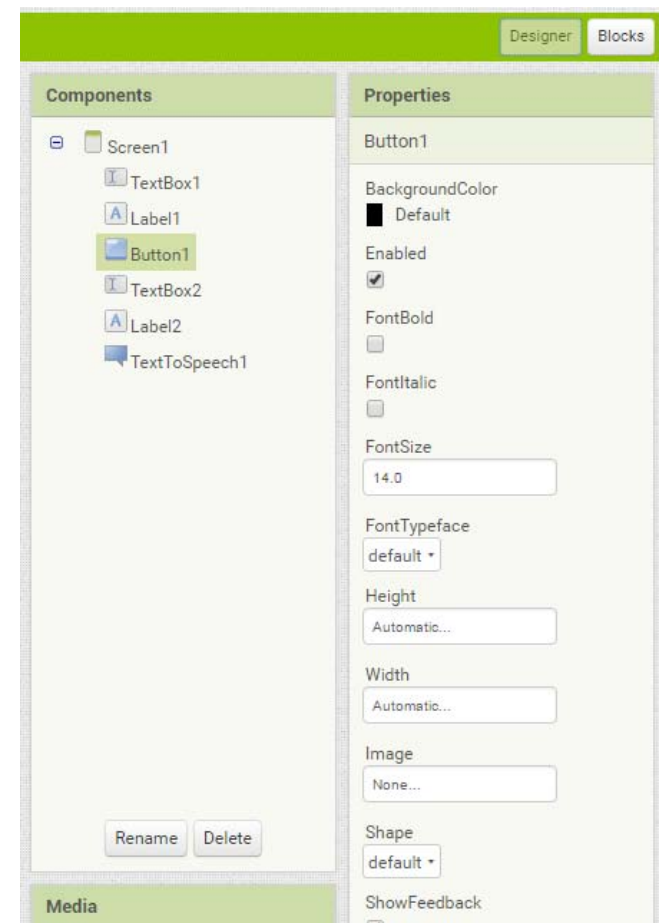 Designer
Blocks
Components
Screen1
TextBox1
Label1
Button1
TextBox2
Label2
TextToSpeech1
Rename
Delete
Media
Properties
Button1
BackgroundColor
Default
Enabled
FontBold
FontItalic
FontSize
14.0
FontTypeface
default
Height
Automatic...
Width
Automatic...
Image
None...
Shape
default
ShowFeedback